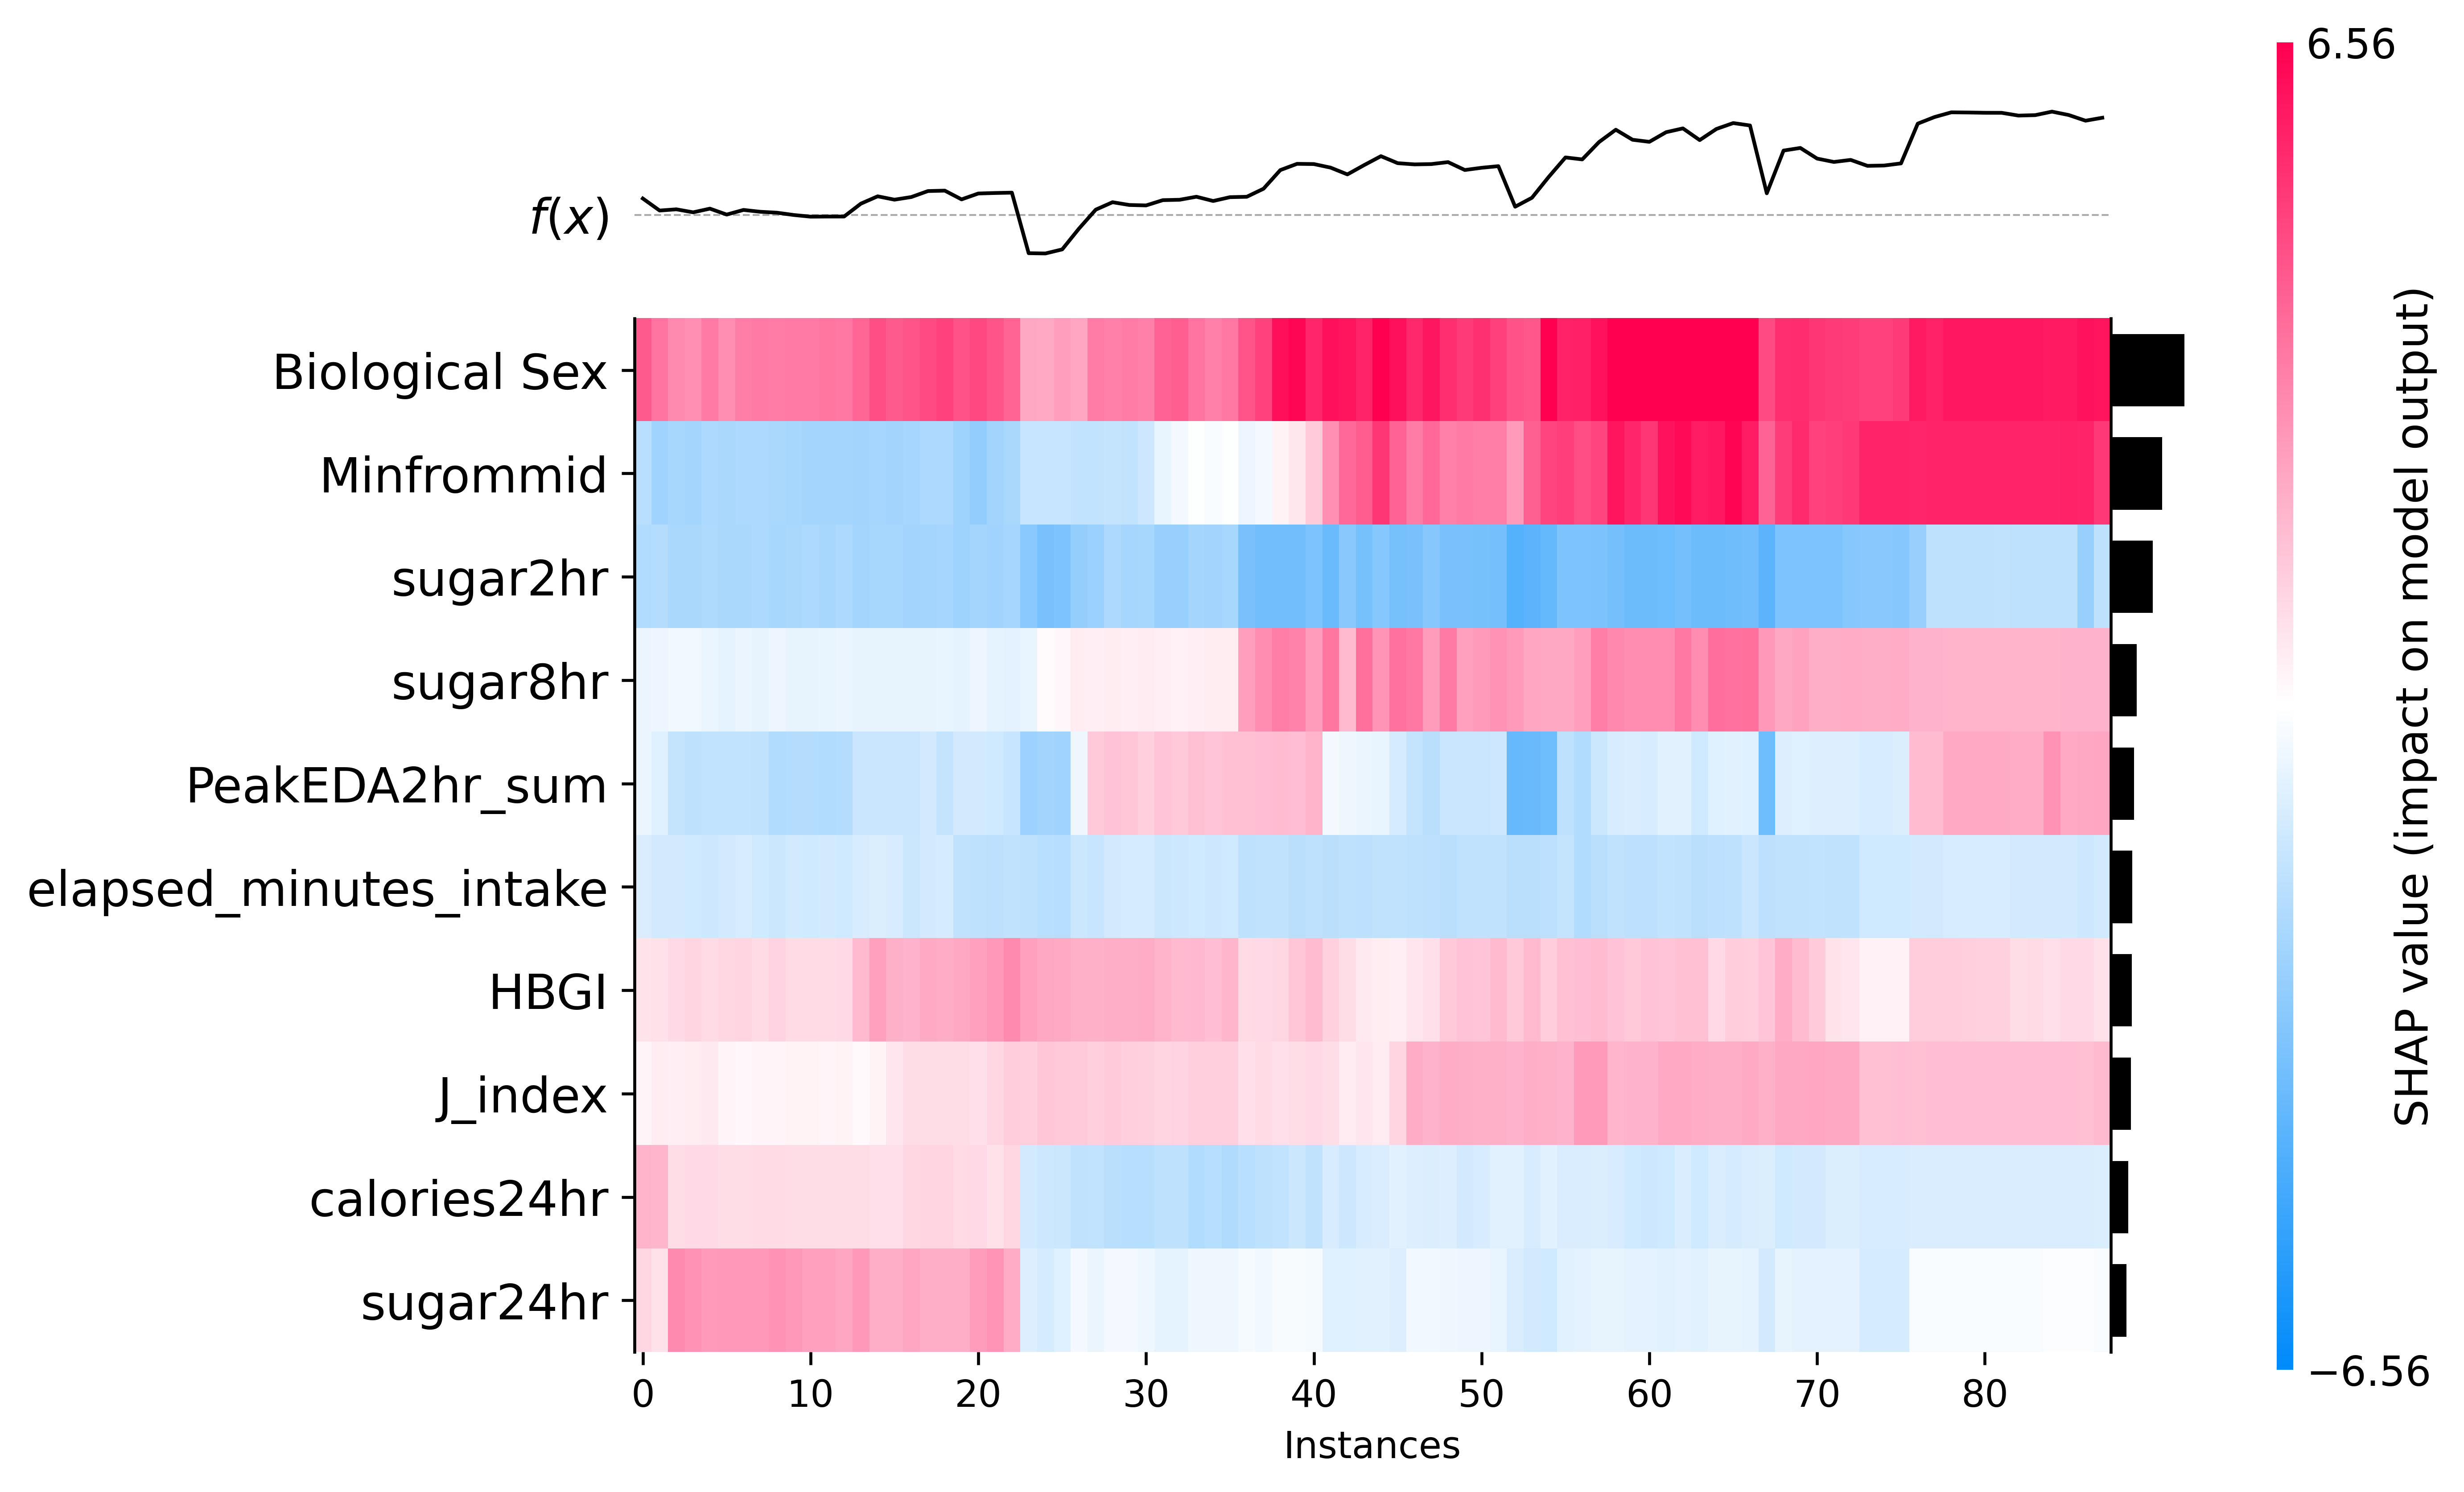 6.56
f(x)
Biological Sex
Minfrommid
sugar2hr
sugar8hr
PeakEDA2hr_sum
elapsed_minutes_intake
HBGI
J_index
calories24hr
sugar24hr
0 10 20 30 40 50 60 70 80
Instances
SHAP value (impact on model output)
−6.56